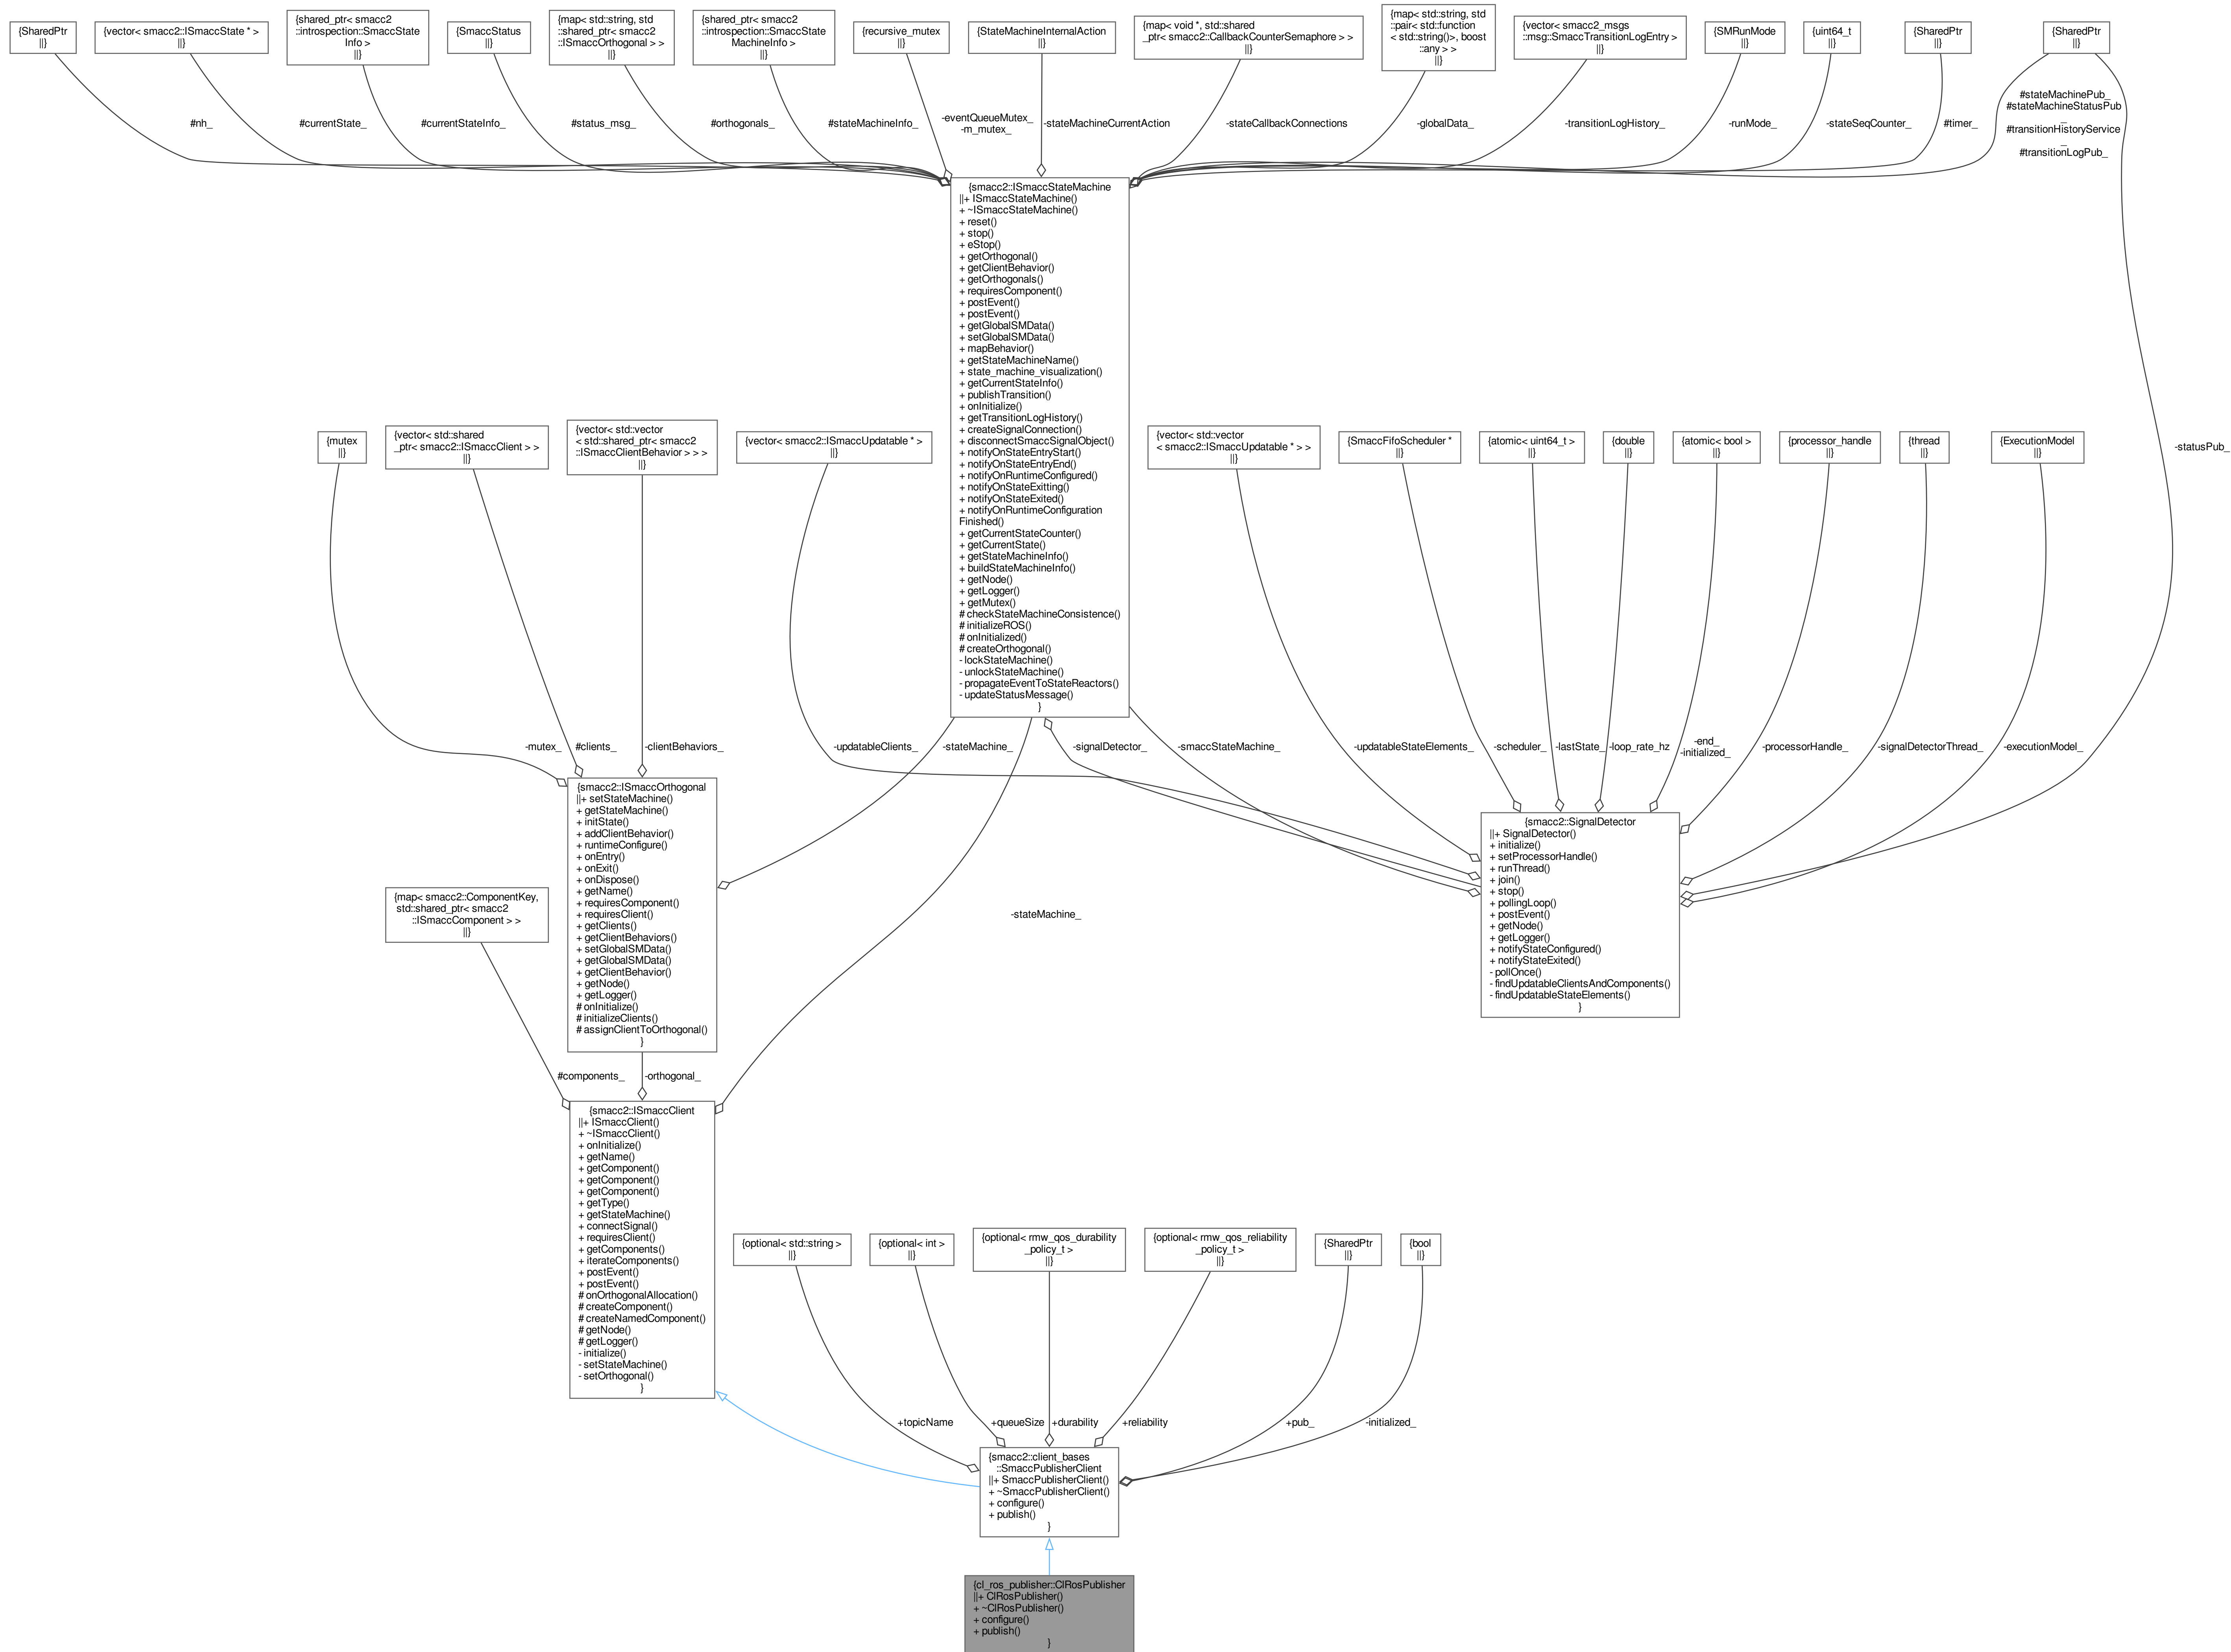 {SharedPtr
||}
{vector< smacc2::ISmaccState * >
||}
{shared_ptr< smacc2
::introspection::SmaccState
Info >
||}
{SmaccStatus
||}
{map< std::string, std
::shared_ptr< smacc2
::ISmaccOrthogonal > >
||}
{shared_ptr< smacc2
::introspection::SmaccState
MachineInfo >
||}
{recursive_mutex
||}
{StateMachineInternalAction
||}
{map< void *, std::shared
_ptr< smacc2::CallbackCounterSemaphore > >
||}
{map< std::string, std
::pair< std::function
< std::string()>, boost
::any > >
||}
{vector< smacc2_msgs
::msg::SmaccTransitionLogEntry >
||}
{SMRunMode
||}
{uint64_t
||}
{SharedPtr
||}
{SharedPtr
||}
#nh_
#currentState_
#currentStateInfo_
#status_msg_
#orthogonals_
#stateMachineInfo_
-eventQueueMutex_
-m_mutex_
-stateMachineCurrentAction
-stateCallbackConnections
-globalData_
-transitionLogHistory_
-runMode_
-stateSeqCounter_
#timer_
#stateMachinePub_
#stateMachineStatusPub
_
#transitionHistoryService
_
#transitionLogPub_
{smacc2::ISmaccStateMachine
||+ ISmaccStateMachine()
+ ~ISmaccStateMachine()
+ reset()
+ stop()
+ eStop()
+ getOrthogonal()
+ getClientBehavior()
+ getOrthogonals()
+ requiresComponent()
+ postEvent()
+ postEvent()
+ getGlobalSMData()
+ setGlobalSMData()
+ mapBehavior()
+ getStateMachineName()
+ state_machine_visualization()
+ getCurrentStateInfo()
+ publishTransition()
+ onInitialize()
+ getTransitionLogHistory()
+ createSignalConnection()
+ disconnectSmaccSignalObject()
+ notifyOnStateEntryStart()
+ notifyOnStateEntryEnd()
+ notifyOnRuntimeConfigured()
+ notifyOnStateExitting()
+ notifyOnStateExited()
+ notifyOnRuntimeConfiguration
Finished()
+ getCurrentStateCounter()
+ getCurrentState()
+ getStateMachineInfo()
+ buildStateMachineInfo()
+ getNode()
+ getLogger()
+ getMutex()
# checkStateMachineConsistence()
# initializeROS()
# onInitialized()
# createOrthogonal()
- lockStateMachine()
- unlockStateMachine()
- propagateEventToStateReactors()
- updateStatusMessage()
}
-statusPub_
{mutex
||}
{vector< std::shared
_ptr< smacc2::ISmaccClient > >
||}
{vector< std::vector
< std::shared_ptr< smacc2
::ISmaccClientBehavior > > >
||}
{vector< smacc2::ISmaccUpdatable * >
||}
{vector< std::vector
< smacc2::ISmaccUpdatable * > >
||}
{SmaccFifoScheduler *
||}
{atomic< uint64_t >
||}
{double
||}
{atomic< bool >
||}
{processor_handle
||}
{thread
||}
{ExecutionModel
||}
-mutex_
#clients_
-clientBehaviors_
-updatableClients_
-stateMachine_
-signalDetector_
-smaccStateMachine_
-updatableStateElements_
-scheduler_
-lastState_
-loop_rate_hz
-end_
-initialized_
-processorHandle_
-signalDetectorThread_
-executionModel_
{smacc2::ISmaccOrthogonal
||+ setStateMachine()
+ getStateMachine()
+ initState()
+ addClientBehavior()
+ runtimeConfigure()
+ onEntry()
+ onExit()
+ onDispose()
+ getName()
+ requiresComponent()
+ requiresClient()
+ getClients()
+ getClientBehaviors()
+ setGlobalSMData()
+ getGlobalSMData()
+ getClientBehavior()
+ getNode()
+ getLogger()
# onInitialize()
# initializeClients()
# assignClientToOrthogonal()
}
{smacc2::SignalDetector
||+ SignalDetector()
+ initialize()
+ setProcessorHandle()
+ runThread()
+ join()
+ stop()
+ pollingLoop()
+ postEvent()
+ getNode()
+ getLogger()
+ notifyStateConfigured()
+ notifyStateExited()
- pollOnce()
- findUpdatableClientsAndComponents()
- findUpdatableStateElements()
}
{map< smacc2::ComponentKey,
std::shared_ptr< smacc2
::ISmaccComponent > >
||}
-stateMachine_
#components_
-orthogonal_
{smacc2::ISmaccClient
||+ ISmaccClient()
+ ~ISmaccClient()
+ onInitialize()
+ getName()
+ getComponent()
+ getComponent()
+ getComponent()
+ getType()
+ getStateMachine()
+ connectSignal()
+ requiresClient()
+ getComponents()
+ iterateComponents()
+ postEvent()
+ postEvent()
# onOrthogonalAllocation()
# createComponent()
# createNamedComponent()
# getNode()
# getLogger()
- initialize()
- setStateMachine()
- setOrthogonal()
}
{optional< std::string >
||}
{optional< int >
||}
{optional< rmw_qos_durability
_policy_t >
||}
{optional< rmw_qos_reliability
_policy_t >
||}
{SharedPtr
||}
{bool
||}
+topicName
+queueSize
+durability
+reliability
+pub_
-initialized_
{smacc2::client_bases
::SmaccPublisherClient
||+ SmaccPublisherClient()
+ ~SmaccPublisherClient()
+ configure()
+ publish()
}
{cl_ros_publisher::ClRosPublisher
||+ ClRosPublisher()
+ ~ClRosPublisher()
+ configure()
+ publish()
}